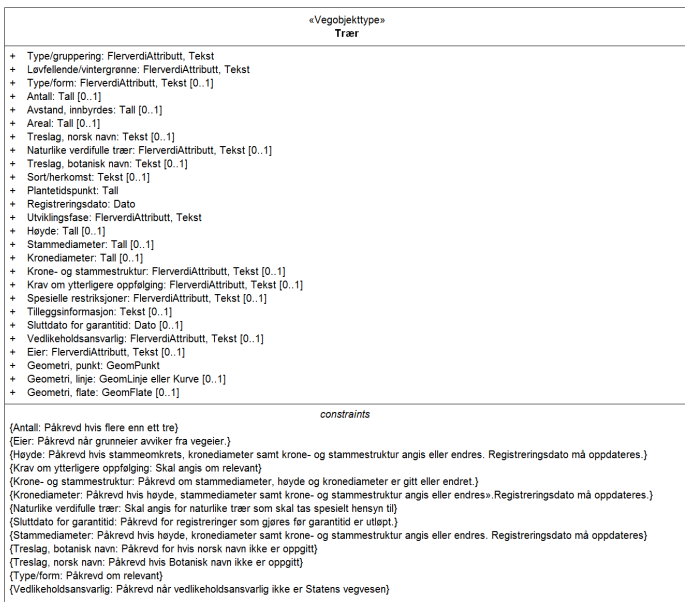 «Vegobjekttype»
Trær
+ Type/gruppering: FlerverdiAttributt, Tekst
+ Løvfellende/vintergrønne: FlerverdiAttributt, Tekst
+ Type/form: FlerverdiAttributt, Tekst [0..1]
+ Antall: Tall [0..1]
+ Avstand, innbyrdes: Tall [0..1]
+ Areal: Tall [0..1]
+ Treslag, norsk navn: Tekst [0..1]
+ Naturlike verdifulle trær: FlerverdiAttributt, Tekst [0..1]
+ Treslag, botanisk navn: Tekst [0..1]
+ Sort/herkomst: Tekst [0..1]
+ Plantetidspunkt: Tall
+ Registreringsdato: Dato
+ Utviklingsfase: FlerverdiAttributt, Tekst
+ Høyde: Tall [0..1]
+ Stammediameter: Tall [0..1]
+ Kronediameter: Tall [0..1]
+ Krone- og stammestruktur: FlerverdiAttributt, Tekst [0..1]
+ Krav om ytterligere oppfølging: FlerverdiAttributt, Tekst [0..1]
+ Spesielle restriksjoner: FlerverdiAttributt, Tekst [0..1]
+ Tilleggsinformasjon: Tekst [0..1]
+ Sluttdato for garantitid: Dato [0..1]
+ Vedlikeholdsansvarlig: FlerverdiAttributt, Tekst [0..1]
+ Eier: FlerverdiAttributt, Tekst [0..1]
+ Geometri, punkt: GeomPunkt
+ Geometri, linje: GeomLinje eller Kurve [0..1]
+ Geometri, flate: GeomFlate [0..1]
constraints
{Antall: Påkrevd hvis flere enn ett tre}
{Eier: Påkrevd når grunneier avviker fra vegeier.}
{Høyde: Påkrevd hvis stammeomkrets, kronediameter samt krone- og stammestruktur angis eller endres. Registreringsdato må oppdateres.}
{Krav om ytterligere oppfølging: Skal angis om relevant}
{Krone- og stammestruktur: Påkrevd om stammediameter, høyde og kronediameter er gitt eller endret.}
{Kronediameter: Påkrevd hvis høyde, stammediameter samt krone- og stammestruktur angis eller endres».Registreringsdato må oppdateres.}
{Naturlike verdifulle trær: Skal angis for naturlike trær som skal tas spesielt hensyn til}
{Sluttdato for garantitid: Påkrevd for registreringer som gjøres før garantid er utløpt.}
{Stammediameter: Påkrevd hvis høyde, kronediameter samt krone- og stammestruktur angis eller endres. Registreringsdato må oppdateres}
{Treslag, botanisk navn: Påkrevd for hvis norsk navn ikke er oppgitt}
{Treslag, norsk navn: Påkrevd hvis Botanisk navn ikke er oppgitt}
{Type/form: Påkrevd om relevant}
{Vedlikeholdsansvarlig: Påkrevd når vedlikeholdsansvarlig ikke er Statens vegvesen}